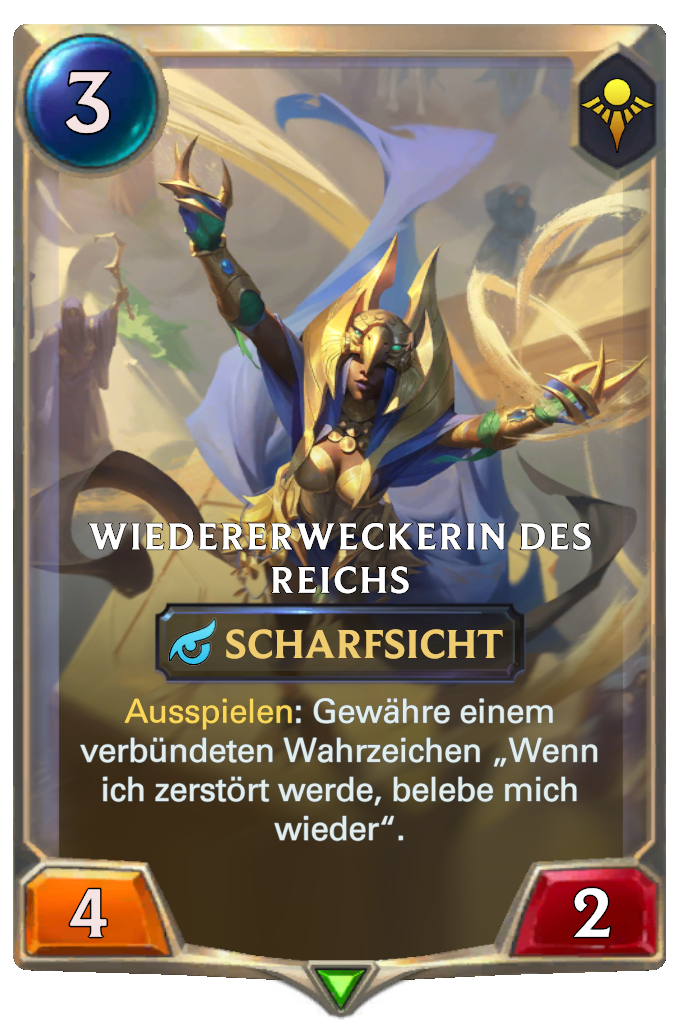 3
WIEDERERWECKERIN DES
REICHS
SCHARFSICHT
Ausspielen: Gewähre einem
verbündeten Wahrzeichen „Wenn
ich zerstört werde, belebe mich
wieder“.
4
2